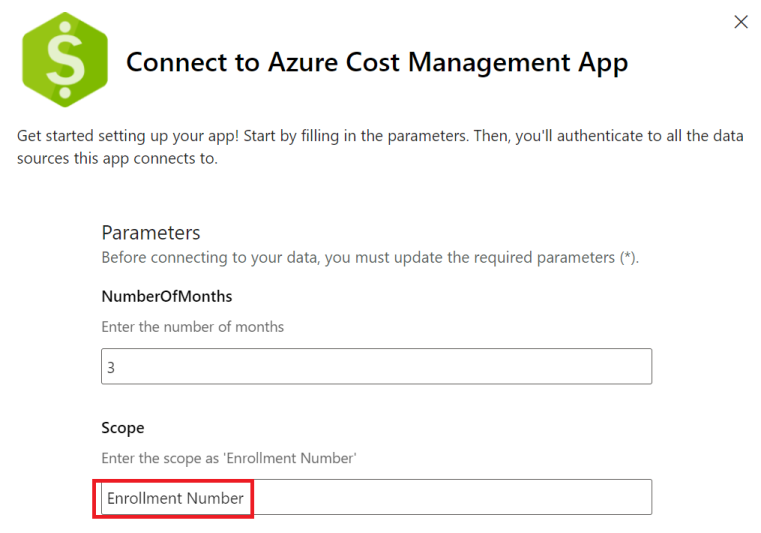 Connect to Azure Cost Management App
Get started setting up your app! Start by filling in the parameters. Then, you'll authenticate to all the data
sources this app connects to.
Parameters
Before connecting to your data, you must update the required parameters (*).
NumberOfMonths
Enter the number of months
3
Scope
Enter the scope as 'Enrollment Number'
Enrollment Number